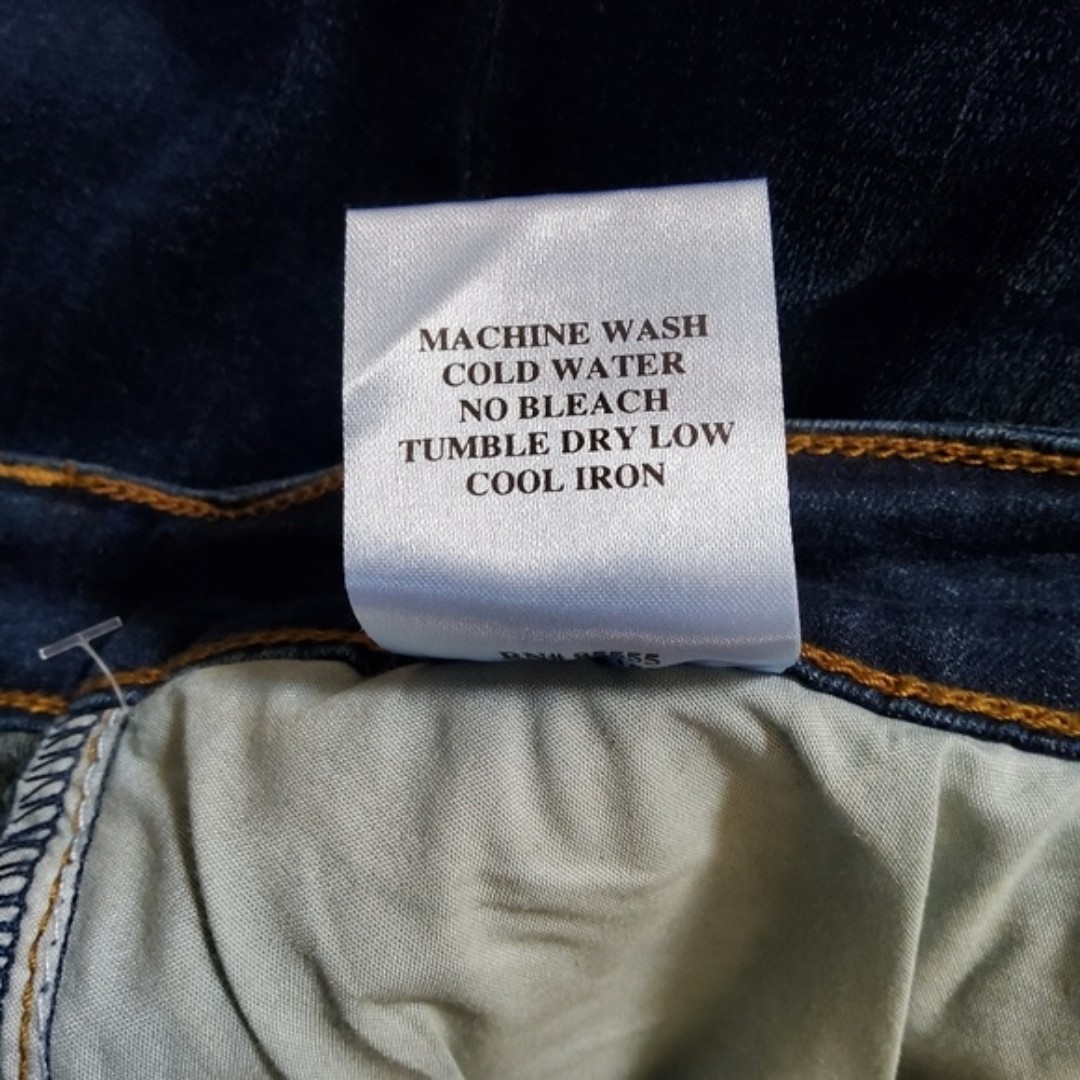 MACHINE WASH
COLD WATER
NO BLEACH
TUMBLE DRY LOW
COOL IRON